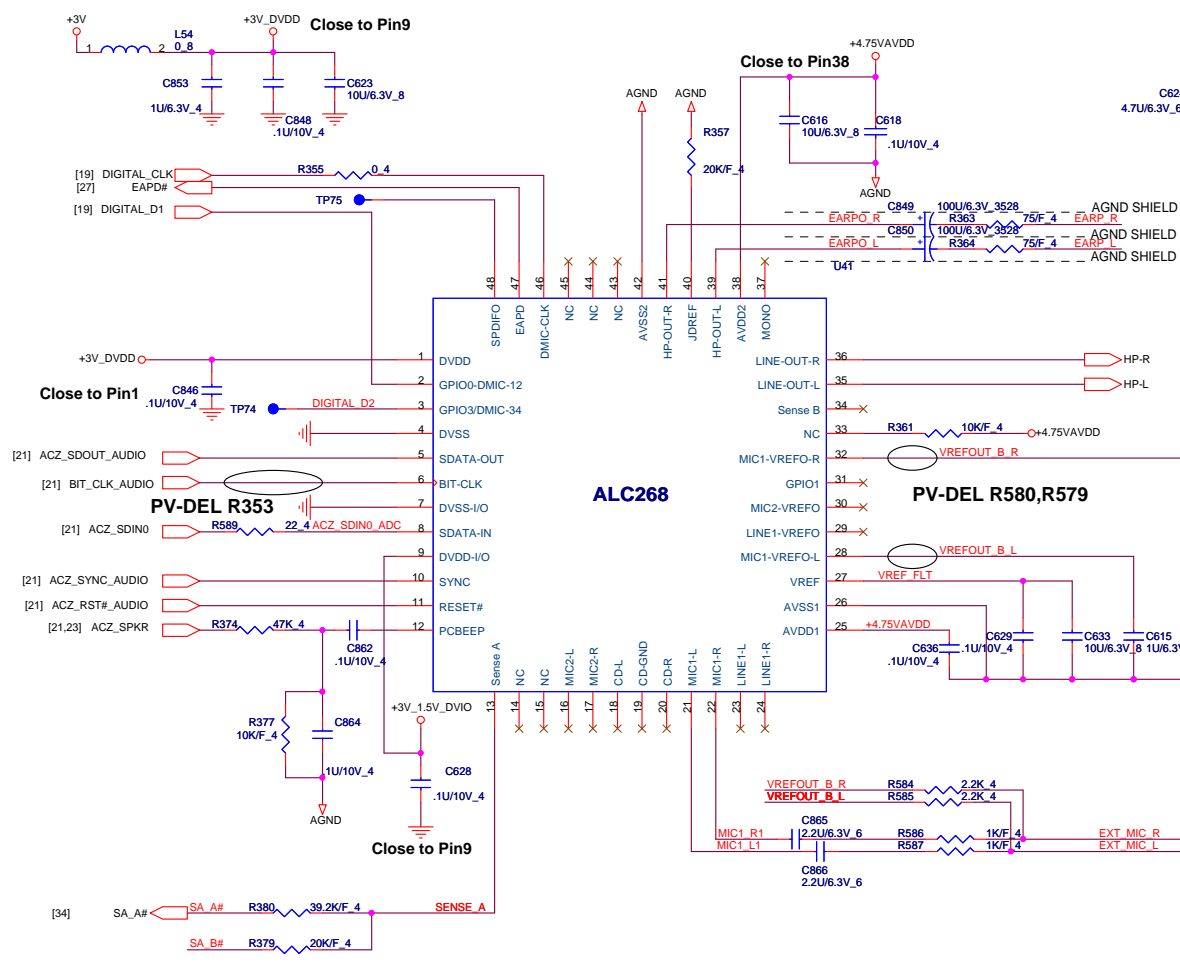 +3V
L54
0_8
1
2
+3V_DVDD
Close to Pin9
C853
1U/6.3V_4
C848
.1U/10V_4
C623
10U/6.3V_8
Close to Pin38
+4.75VAVDD
C616
10U/6.3V_8
C618
.1U/10V_4
AGND
AGND
AGND
R357
20K/F_4
4.7U/6.3V_6
[19] DIGITAL_CLK
R355
0_4
[27] EAPD#
TP75
[19] DIGITAL_D1
C849
100U/6.3V_3528
AGND SHIELD
EARPO_R
+
R363
75/F_4
EARP_R
C850
100U/6.3V_3528
AGND SHIELD
EARPO_L
+
R364
75/F_4
EARP_L
AGND SHIELD
U41
48
47
46
45
44
43
42
41
40
39
38
37
SPDIFO
EAPD
DMIC-CLK
NC
NC
NC
AVSS2
HP-OUT-R
JDREF
HP-OUT-L
AVDD2
MONO
+3V_DVDD
Close to Pin1
C846
.1U/10V_4
TP74
DIGITAL_D2
1
DVDD
2
GPIO0-DMIC-12
3
GPIO3/DMIC-34
4
DVSS
[21] ACZ_SDOUT_AUDIO
5
SDATA-OUT
[21] BIT_CLK_AUDIO
6
BIT-CLK
PV-DEL R353
7
DVSS-I/O
[21] ACZ_SDIN0
R589
22_4
ACZ_SDIN0_ADC
8
SDATA-IN
9
DVDD-I/O
[21] ACZ_SYNC_AUDIO
10
SYNC
[21] ACZ_RST#_AUDIO
11
RESET#
[21,23] ACZ_SPKR
R374
47K_4
12
PCBEEP
C862
.1U/10V_4
ALC268
LINE-OUT-R
36
HP-R
LINE-OUT-L
35
HP-L
Sense B
34
NC
33
R361
10K/F_4
+4.75VAVDD
MIC1-VREFO-R
32
VREFOUT_B_R
GPIO1
31
PV-DEL R580,R579
MIC2-VREFO
30
LINE1-VREFO
29
MIC1-VREFO-L
28
VREFOUT_B_L
VREF
27
VREF_FLT
AVSS1
26
AVDD1
25
+4.75VAVDD
C636
.1U/10V_4
C629
.1U/10V_4
C633
10U/6.3V_8
C615
Sense A
NC
NC
MIC2-L
MIC2-R
CD-L
CD-GND
CD-R
MIC1-L
MIC1-R
LINE1-L
LINE1-R
13
14
15
16
17
18
19
20
21
22
23
24
R377
10K/F_4
C864
.1U/10V_4
AGND
+3V_1.5V_DVIO
C628
.1U/10V_4
Close to Pin9
VREFOUT_B_R
R584
2.2K_4
VREFOUT_B_L
R585
2.2K_4
C865
MIC1_R1
2.2U/6.3V_6
R586
1K/F_4
EXT_MIC_R
MIC1_L1
R587
1K/F_4
EXT_MIC_L
C866
2.2U/6.3V_6
[34] SA_A#
SA_A#
R380
39.2K/F_4
SENSE_A
SA_B#
R379
20K/F_4